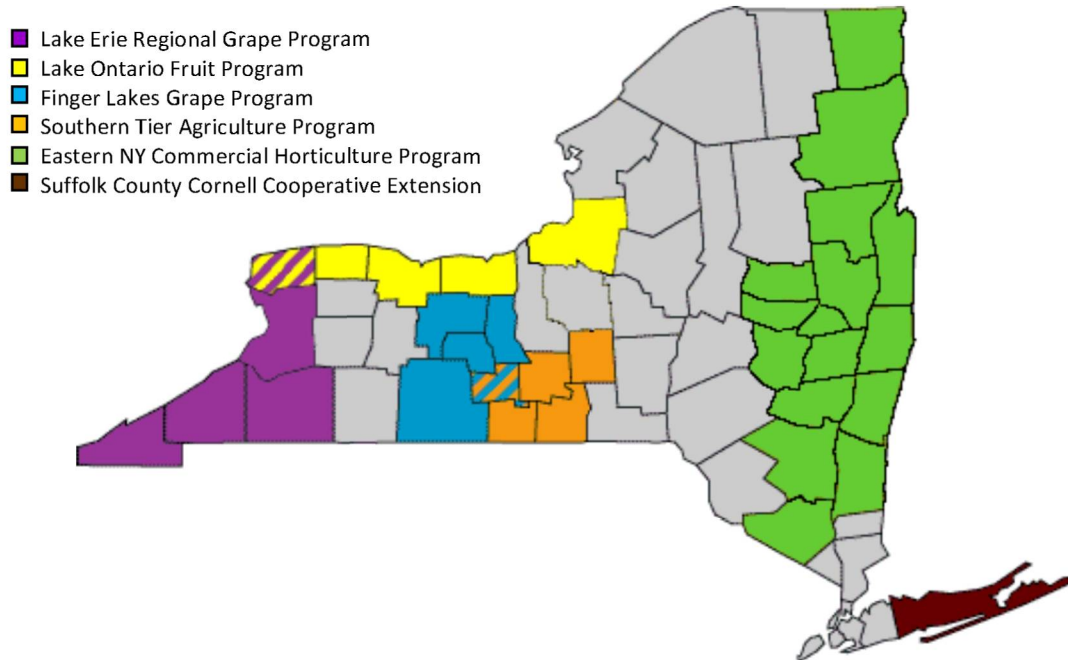 Lake Erie Regional Grape Program
Lake Ontario Fruit Program
Finger Lakes Grape Program
Southern Tier Agriculture Program
Eastern NY Commercial Horticulture Program
Suffolk County Cornell Cooperative Extension